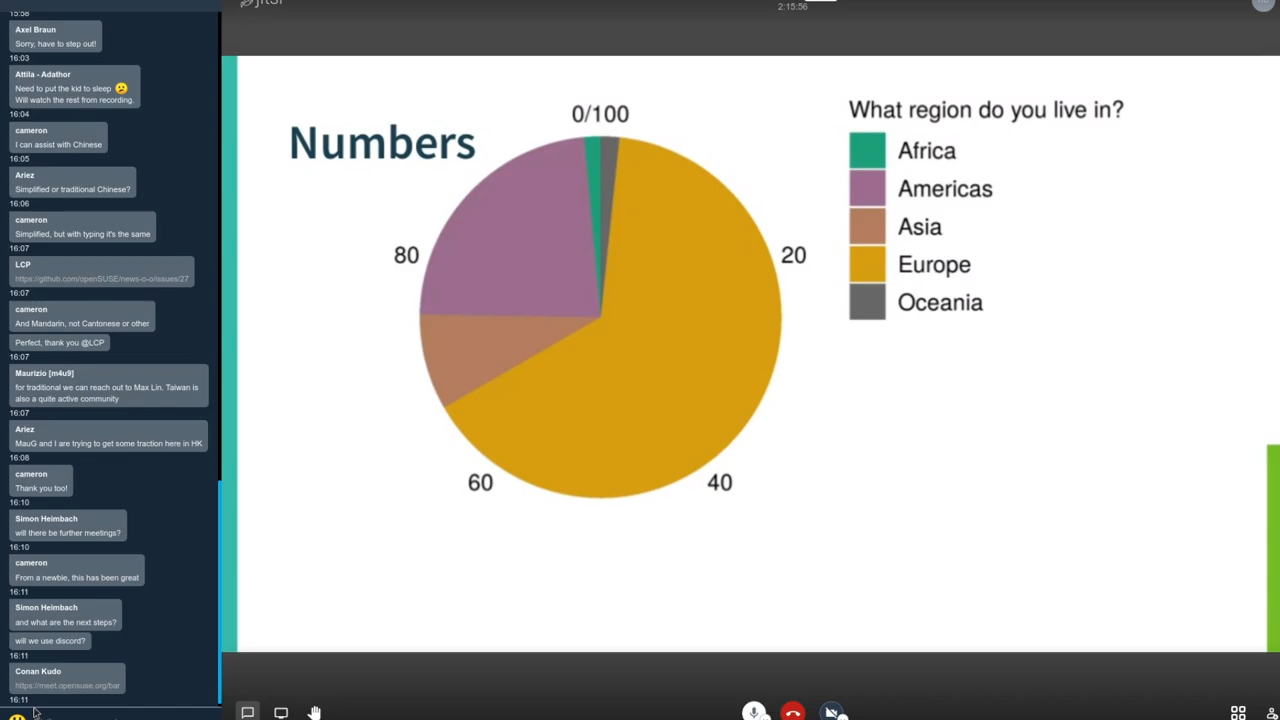 15:58
Axel Braun
Sorry, have to step out!
16:03
Attila - Adathor
Need to put the kid to sleep
Will watch the rest from recording.
16:04
cameron
I can assist with Chinese
16:05
Ariez
Simplified or traditional Chinese?
16:06
cameron
Simplified, but with typing it's the same
16:07
LCP
https://github.com/openSUSE/news-o-o/issues/27
16:07
cameron
And Mandarin, not Cantonese or other
Perfect, thank you @LCP
16:07
Maurizio [m4u9]
for traditional we can reach out to Max Lin. Taiwan is
also a quite active community
16:07
Ariez
MauG and I are trying to get some traction here in HK
16:08
cameron
Thank you too!
16:10
Simon Heimbach
will there be further meetings?
16:10
cameron
From a newbie, this has been great
16:11
Simon Heimbach
and what are the next steps?
will we use discord?
16:11
Conan Kudo
https://meet.opensuse.org/bar
16:11
2:15:56
Numbers
0/100
20
40
60
80
What region do you live in?
Africa
Americas
Asia
Europe
Oceania